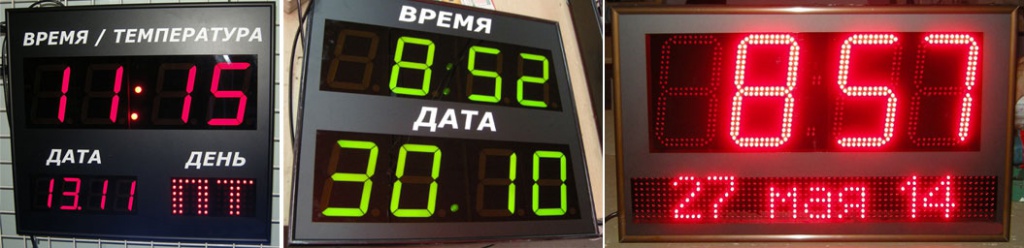 ВРЕМЯ / ТЕМПЕРАТУРА
11:15
ДАТА ДЕНЬ
13.11 ПТ
ВРЕМЯ
8:52
ДАТА
30.10
8 57
27 мая 14